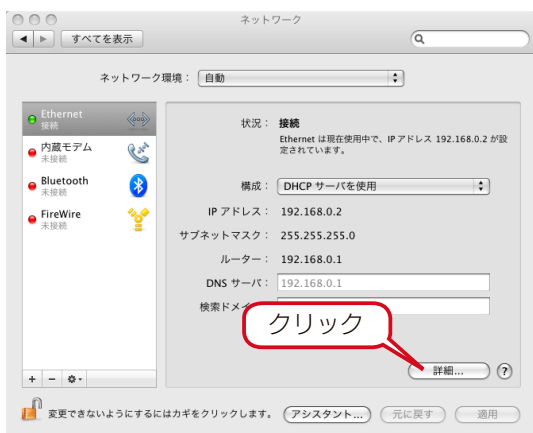 ネットワーク
すべてを表示
ネットワーク環境： 自動
Ethernet
接続
内蔵モデム
未接続
Bluetooth
未接続
FireWire
未接続
状況： 接続
Ethernet は現在使用中で、IP アドレス 192.168.0.2 が設
定されています。
構成： DHCP サーバを使用
IP アドレス： 192.168.0.2
サブネットマスク： 255.255.255.0
ルーター： 192.168.0.1
DNS サーバ： 192.168.0.1
検索ドメイ
クリック
詳細... ?
+ −
変更できないようにするにはカギをクリックします。 アシスタント... 元に戻す 適用